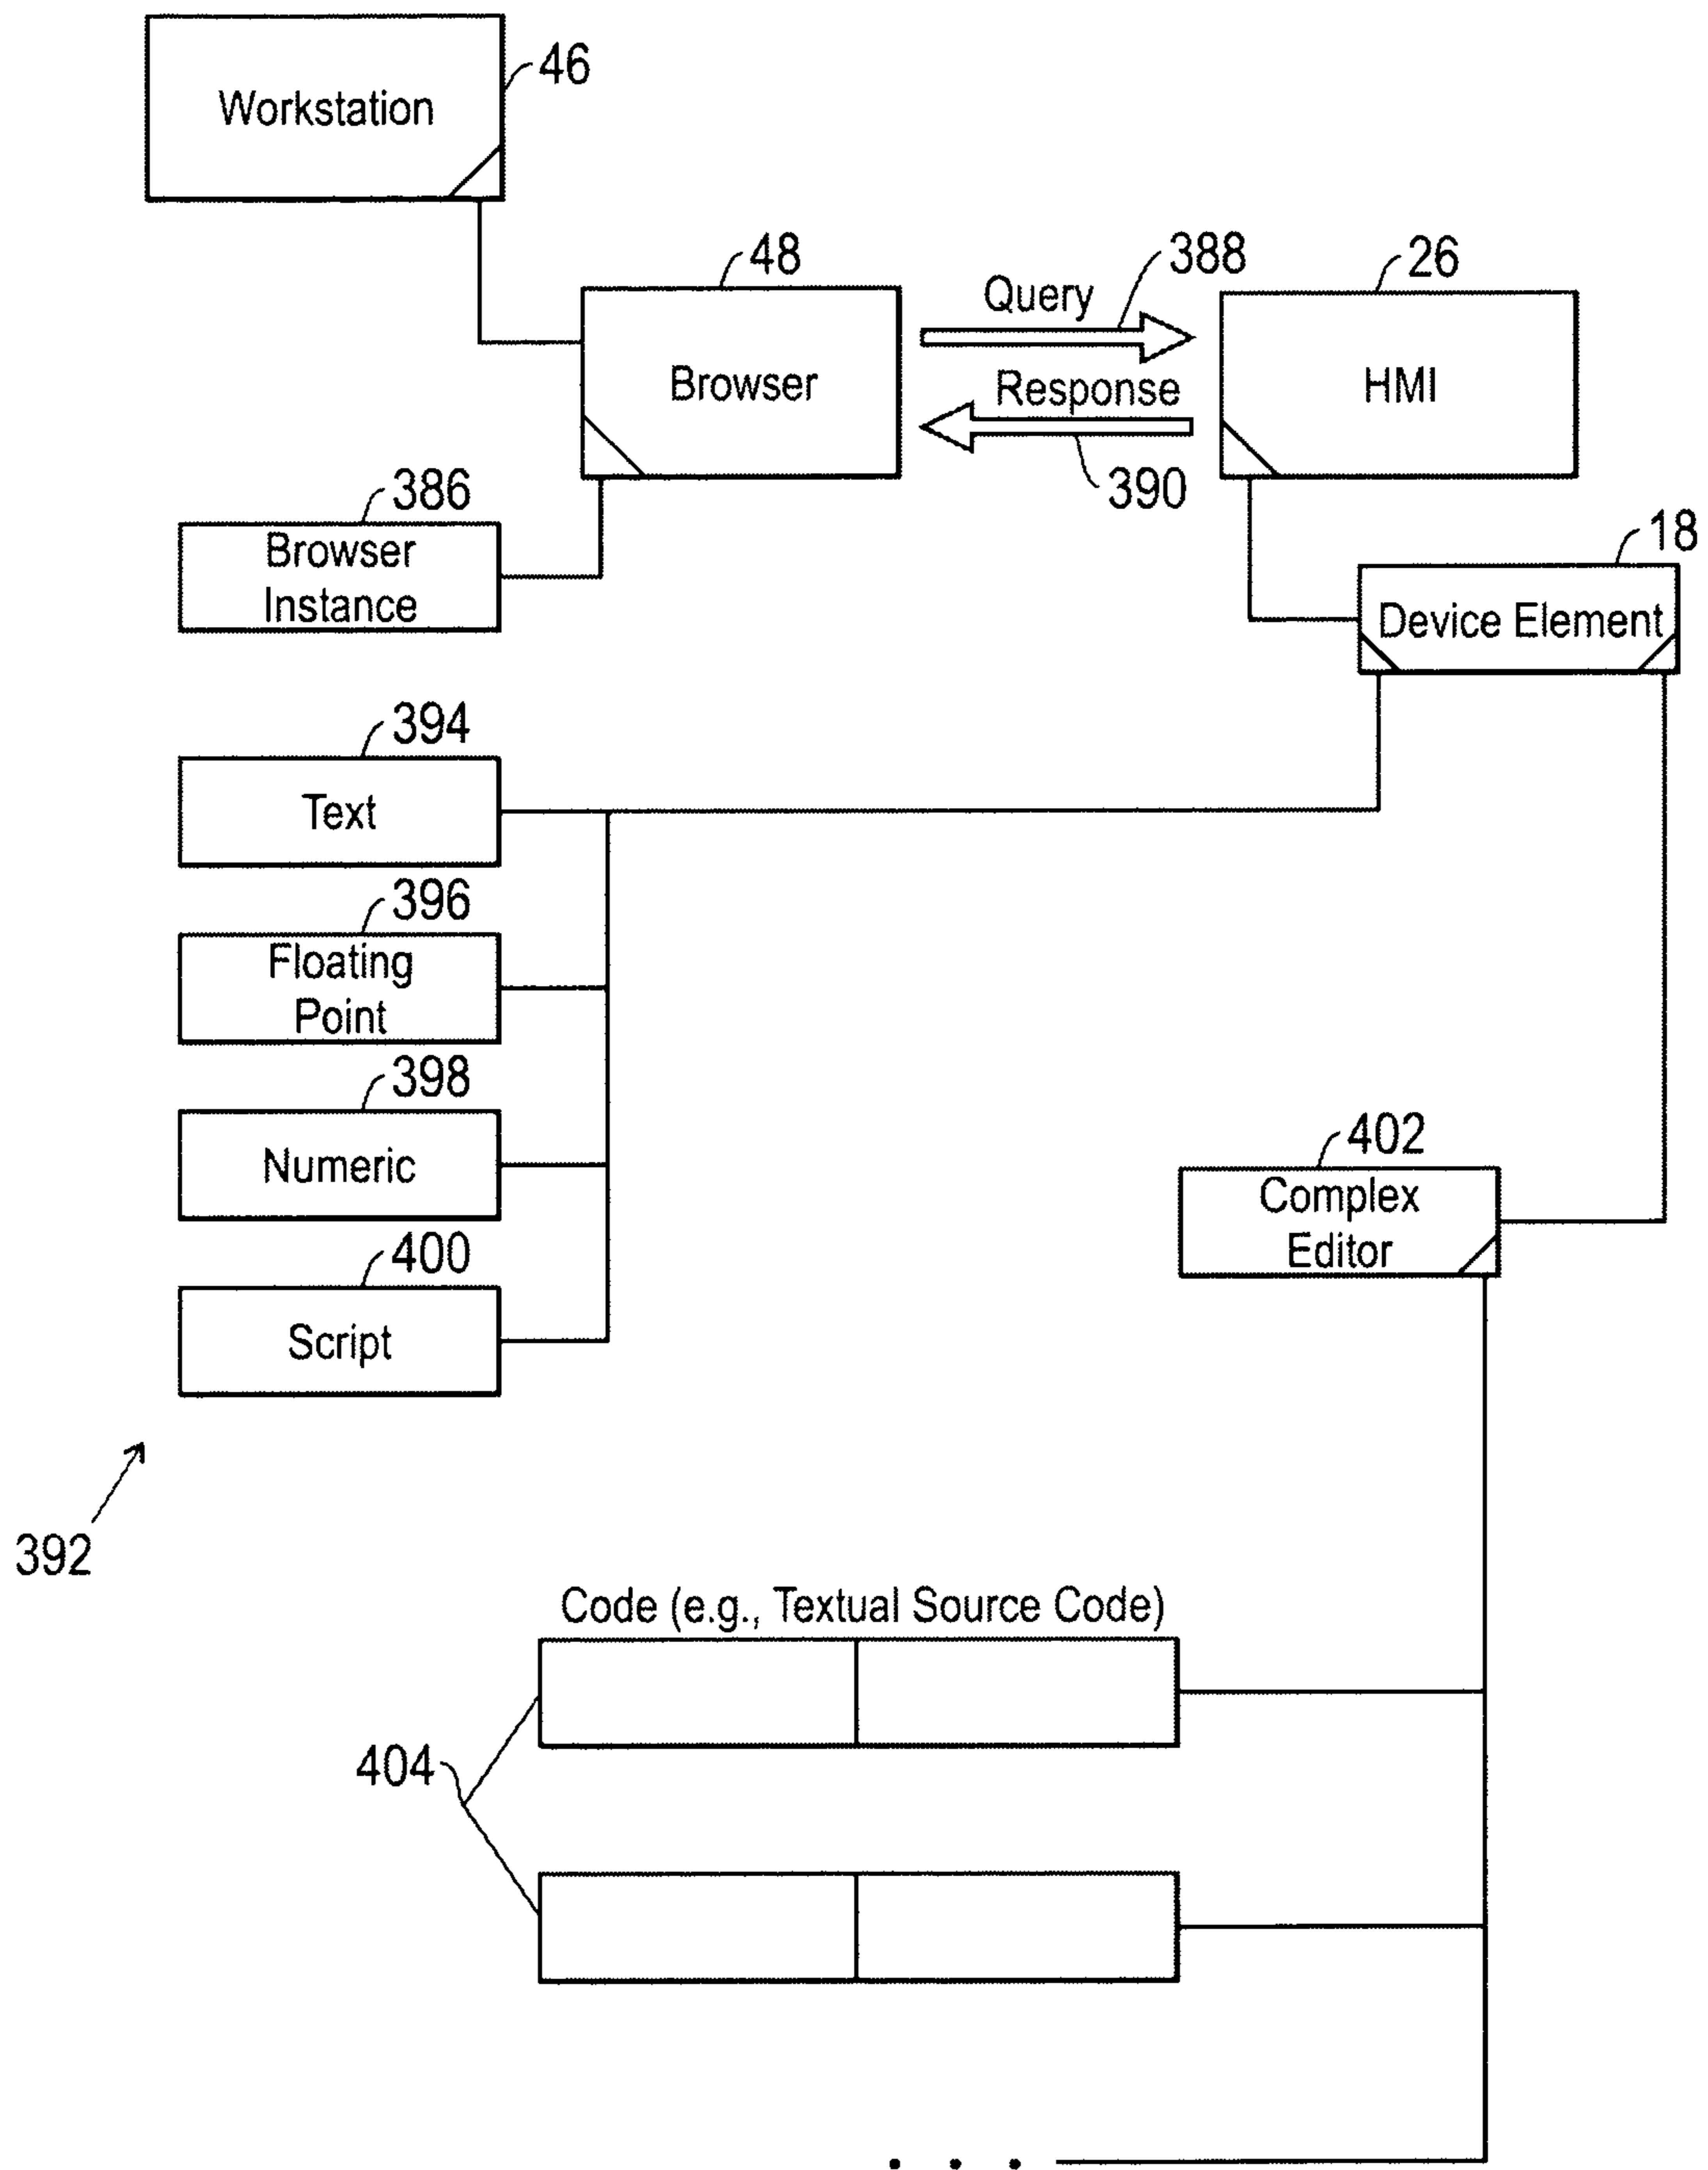 46
Workstation
48
388
26
Query
Browser
Response
HMI
390
386
Browser
Instance
18
Device Element
394
Text
396
Floating
Point
398
Numeric
402
Complex
Editor
400
Script
392
Code (e.g., Textual Source Code)
404
. . .